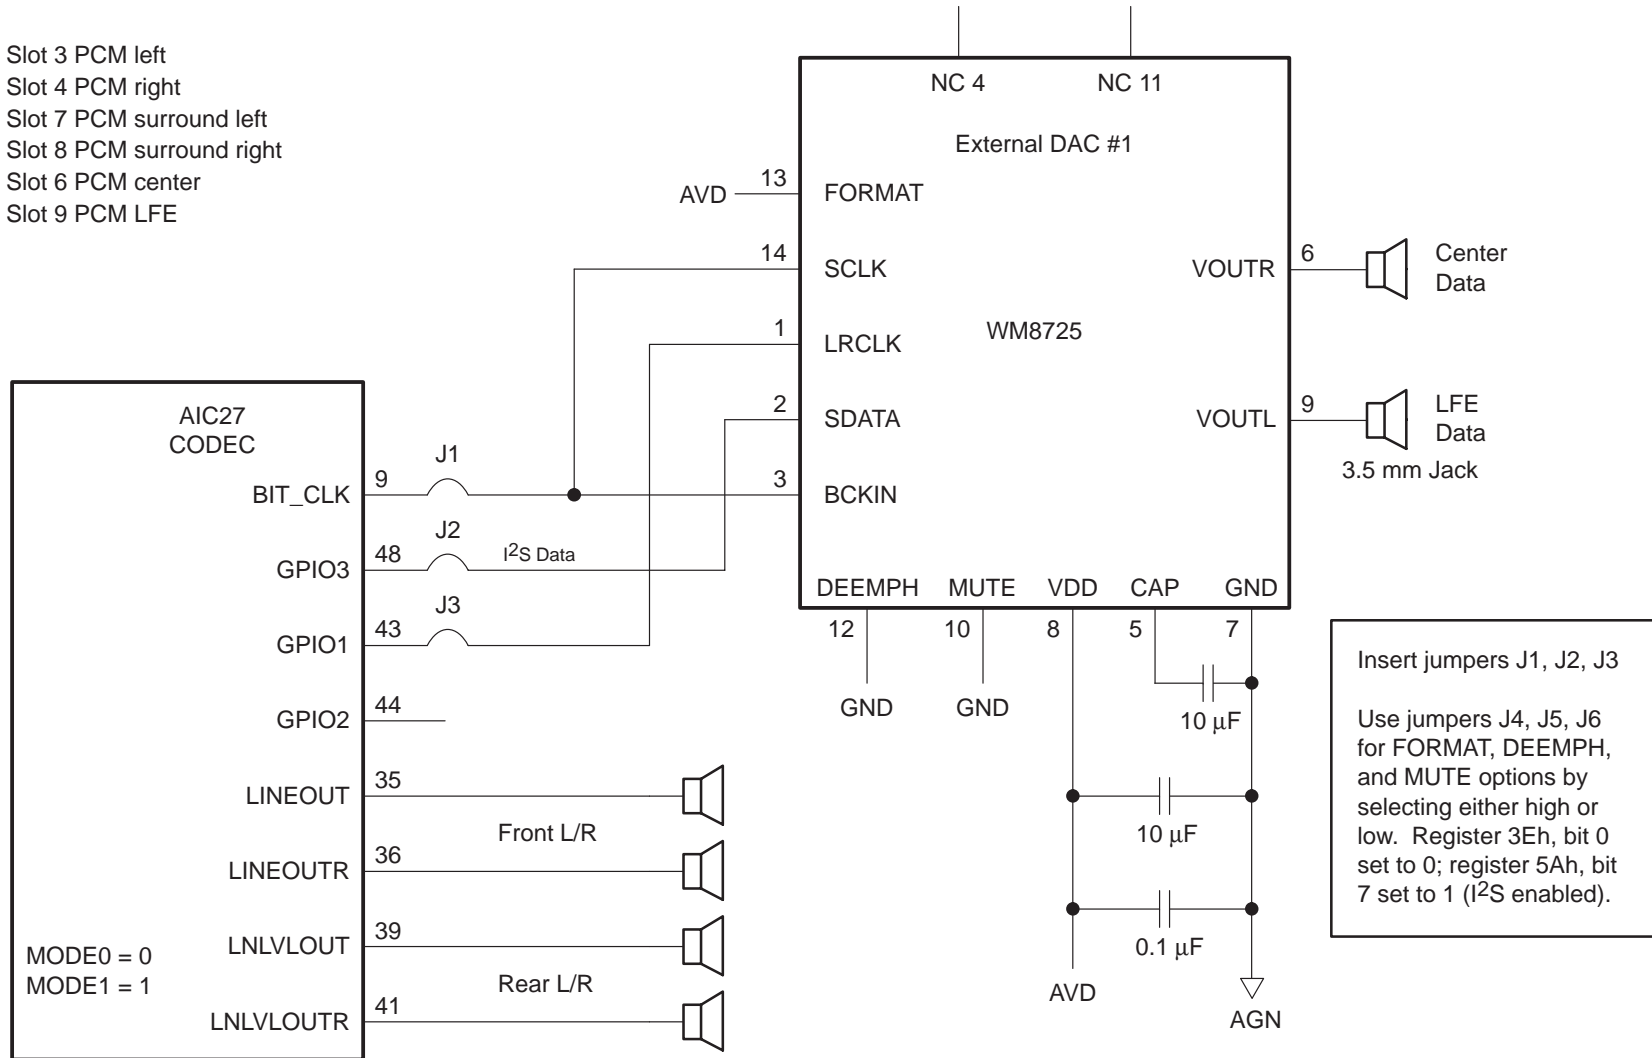 Slot 3 PCM left
Slot 4 PCM right
Slot 7 PCM surround left
Slot 8 PCM surround right
Slot 6 PCM center
Slot 9 PCM LFE
NC 4
NC 11
External DAC #1
WM8725
AVD
13
FORMAT
14
SCLK
1
LRCLK
2
SDATA
3
BCKIN
VOUTR
6
Center
Data
VOUTL
9
LFE
Data
3.5 mm Jack
DEEMPH
MUTE
VDD
CAP
GND
12
10
8
5
7
GND
GND
10 µF
10 µF
0.1 µF
AVD
AGN
AIC27
CODEC
BIT_CLK
9
J1
GPIO3
48
J2
I²S Data
GPIO1
43
J3
GPIO2
44
LINEOUT
35
Front L/R
LINEOUTR
36
LNLVLOUT
39
Rear L/R
LNLVLOUTR
41
MODE0 = 0
MODE1 = 1
Insert jumpers J1, J2, J3
Use jumpers J4, J5, J6
for FORMAT, DEEMPH,
and MUTE options by
selecting either high or
low. Register 3Eh, bit 0
set to 0; register 5Ah, bit
7 set to 1 (I²S enabled).